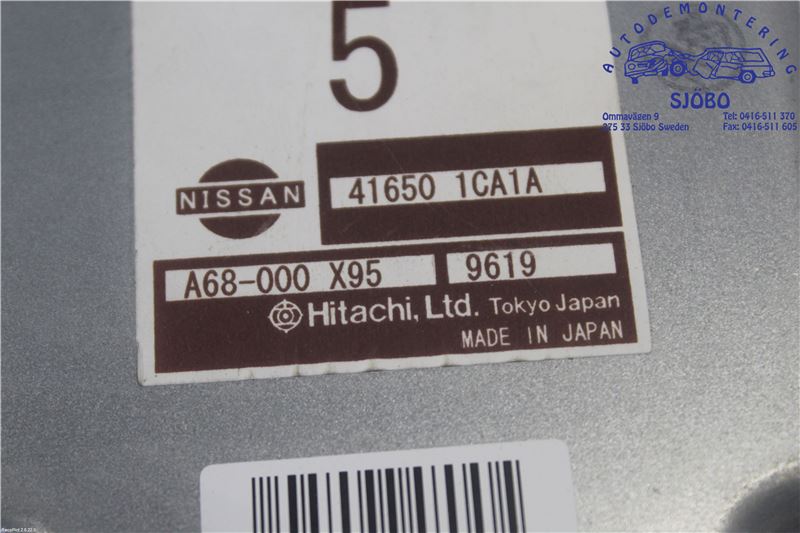 5
AUTODEMONTERING
SJÖBO
Ommavägen 9 Tel: 0416-511 370
275 33 Sjöbo Sweden Fax: 0416-511 605
NISSAN 41650 1CA1A
A68-000 X95 9619
Hitachi, Ltd. Tokyo Japan
MADE IN JAPAN